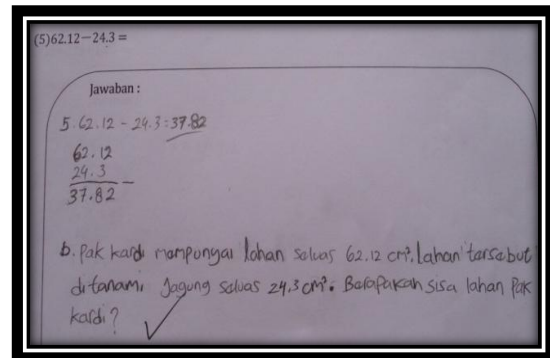 (5)62.12−24.3=
Jawaban :
5. 62.12 - 24.3 = 37.82
62.12
24.3
37.82
b. Pak kardi mempunyai lahan seluas 62.12 cm². Lahan tersebut
ditanami Jagung seluas 24.3 cm². Berapakah sisa lahan Pak
kardi?